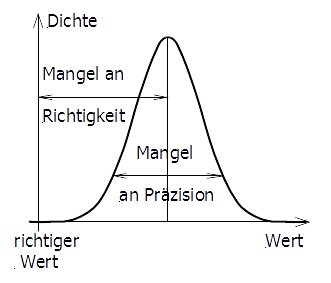 Dichte
Mangel an
Richtigkeit
Mangel
an Präzision
richtiger
Wert
Wert